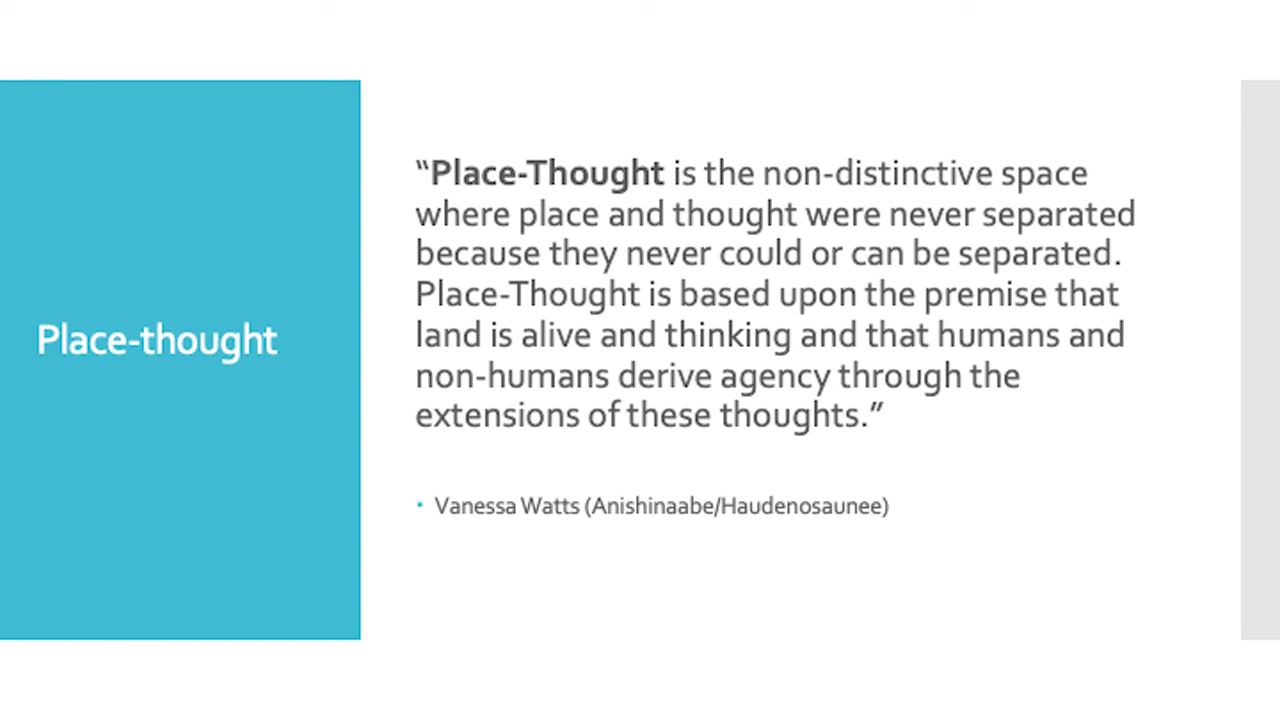 Place-thought
“Place-Thought is the non-distinctive space
where place and thought were never separated
because they never could or can be separated.
Place-Thought is based upon the premise that
land is alive and thinking and that humans and
non-humans derive agency through the
extensions of these thoughts.”
• Vanessa Watts (Anishinaabe/Haudenosaunee)